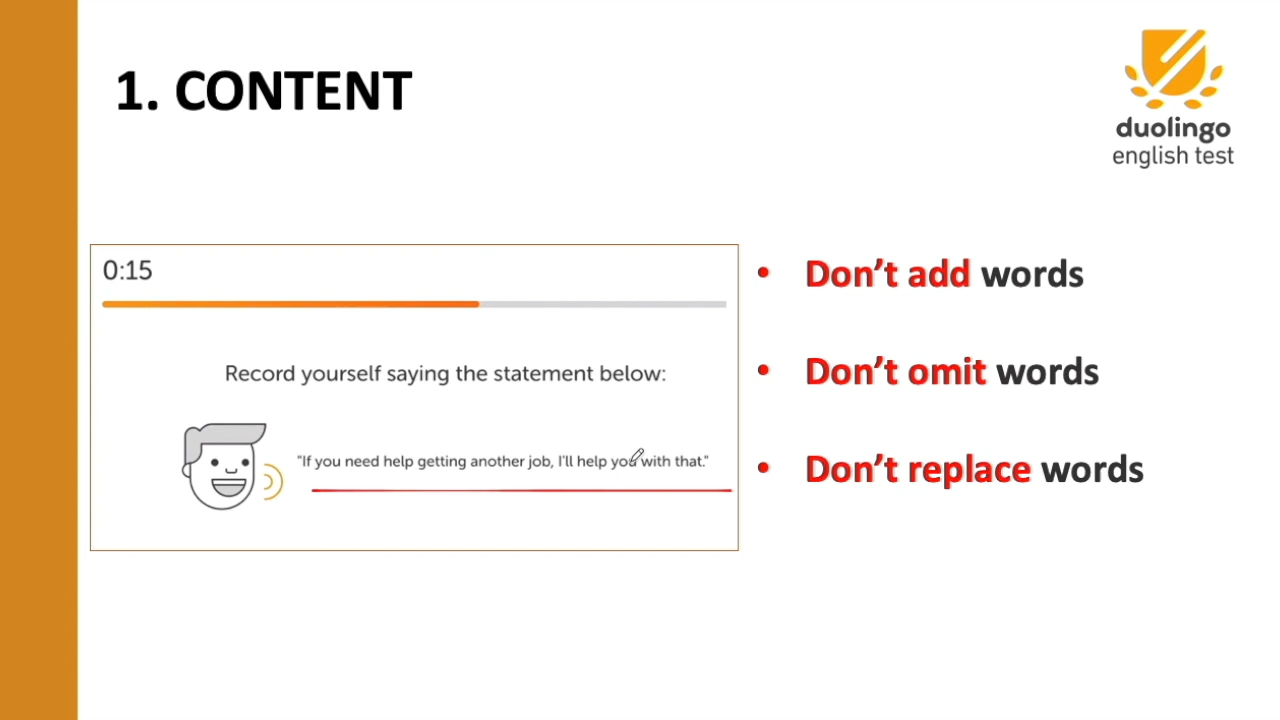 1. CONTENT
duolingo
english test
0:15
Record yourself saying the statement below:
"If you need help getting another job, I'll help you with that."
• Don't add words
• Don't omit words
• Don't replace words